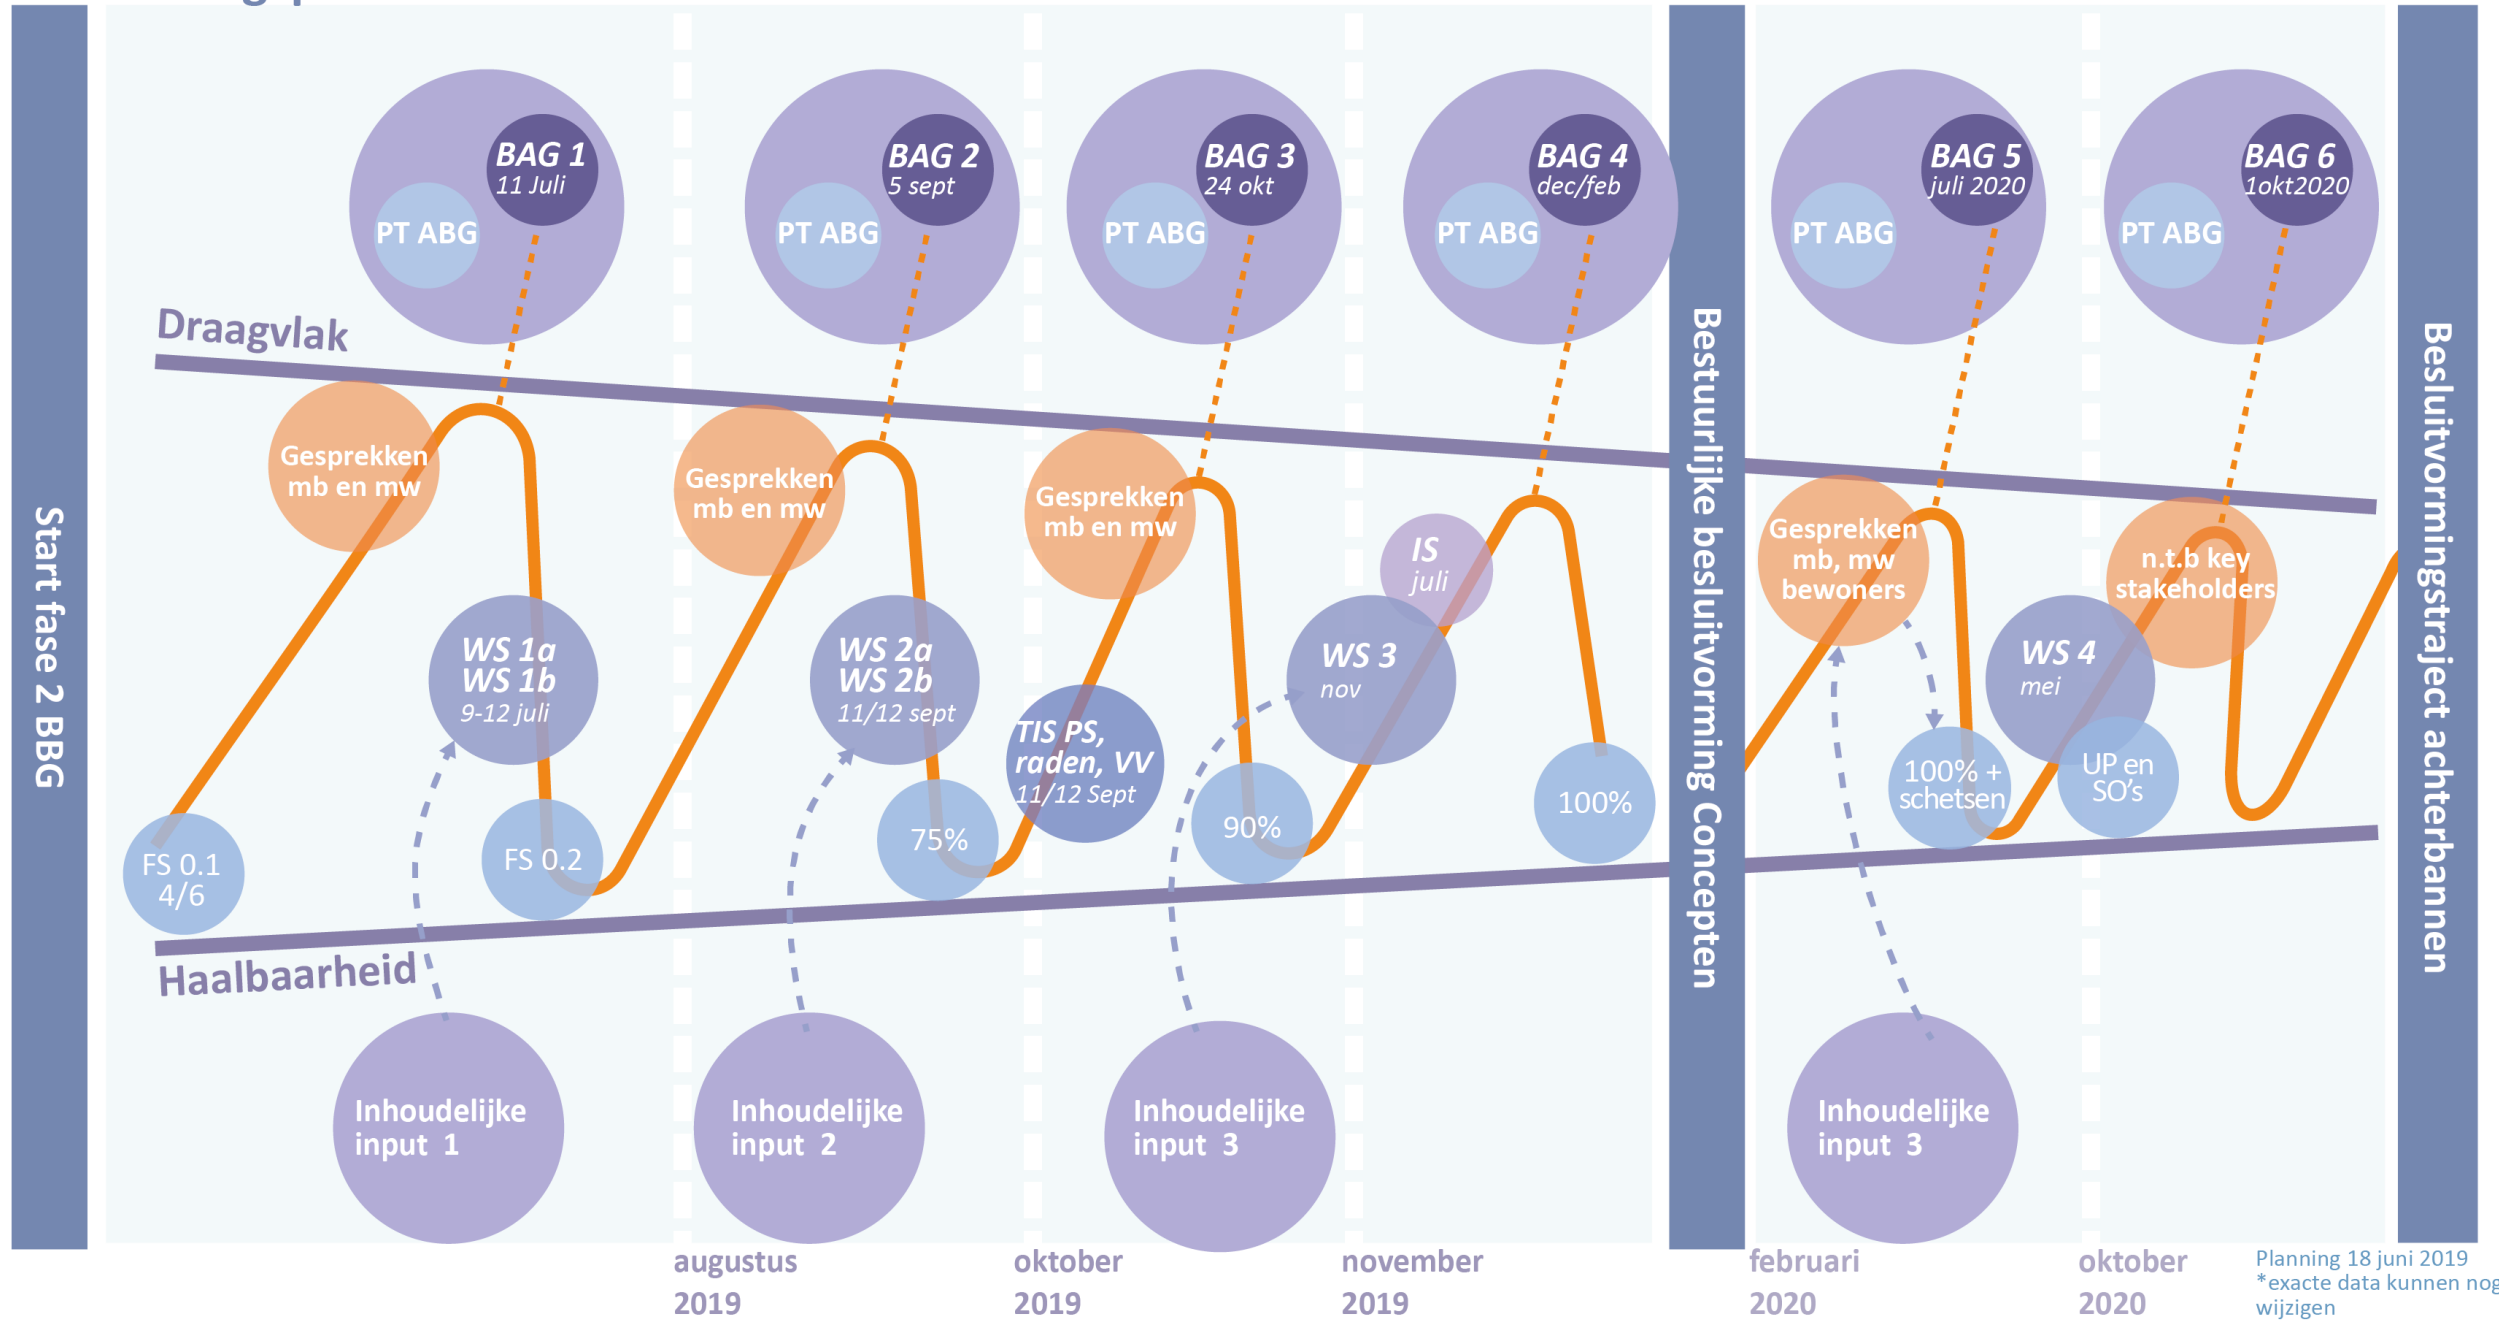 Start fase 2 BBG
BAG 1
11 Juli
PT ABG
BAG 2
5 sept
PT ABG
BAG 3
24 okt
PT ABG
BAG 4
dec/feb
PT ABG
BAG 5
juli 2020
PT ABG
BAG 6
1okt2020
PT ABG
Draagvlak
Gesprekken
mb en mw
Gesprekken
mb en mw
Gesprekken
mb en mw
IS
juli
Gesprekken
mb, mw
bewoners
n.t.b key
stakeholders
WS 1a
WS 1b
9-12 juli
WS 2a
WS 2b
11/12 sept
TIS PS,
raden, VV
11/12 Sept
WS 3
nov
WS 4
mei
FS 0.1
4/6
FS 0.2
75%
90%
100%
100% +
schetsen
UP en
SO's
Haalbaarheid
Bestuurlijke besluitvorming Concepten
Besluitvormingstraject achterbannen
Inhoudelijke
input 1
Inhoudelijke
input 2
Inhoudelijke
input 3
Inhoudelijke
input 3
augustus
2019
oktober
2019
november
2019
februari
2020
oktober
2020
Planning 18 juni 2019
*exacte data kunnen nog
wijzigen